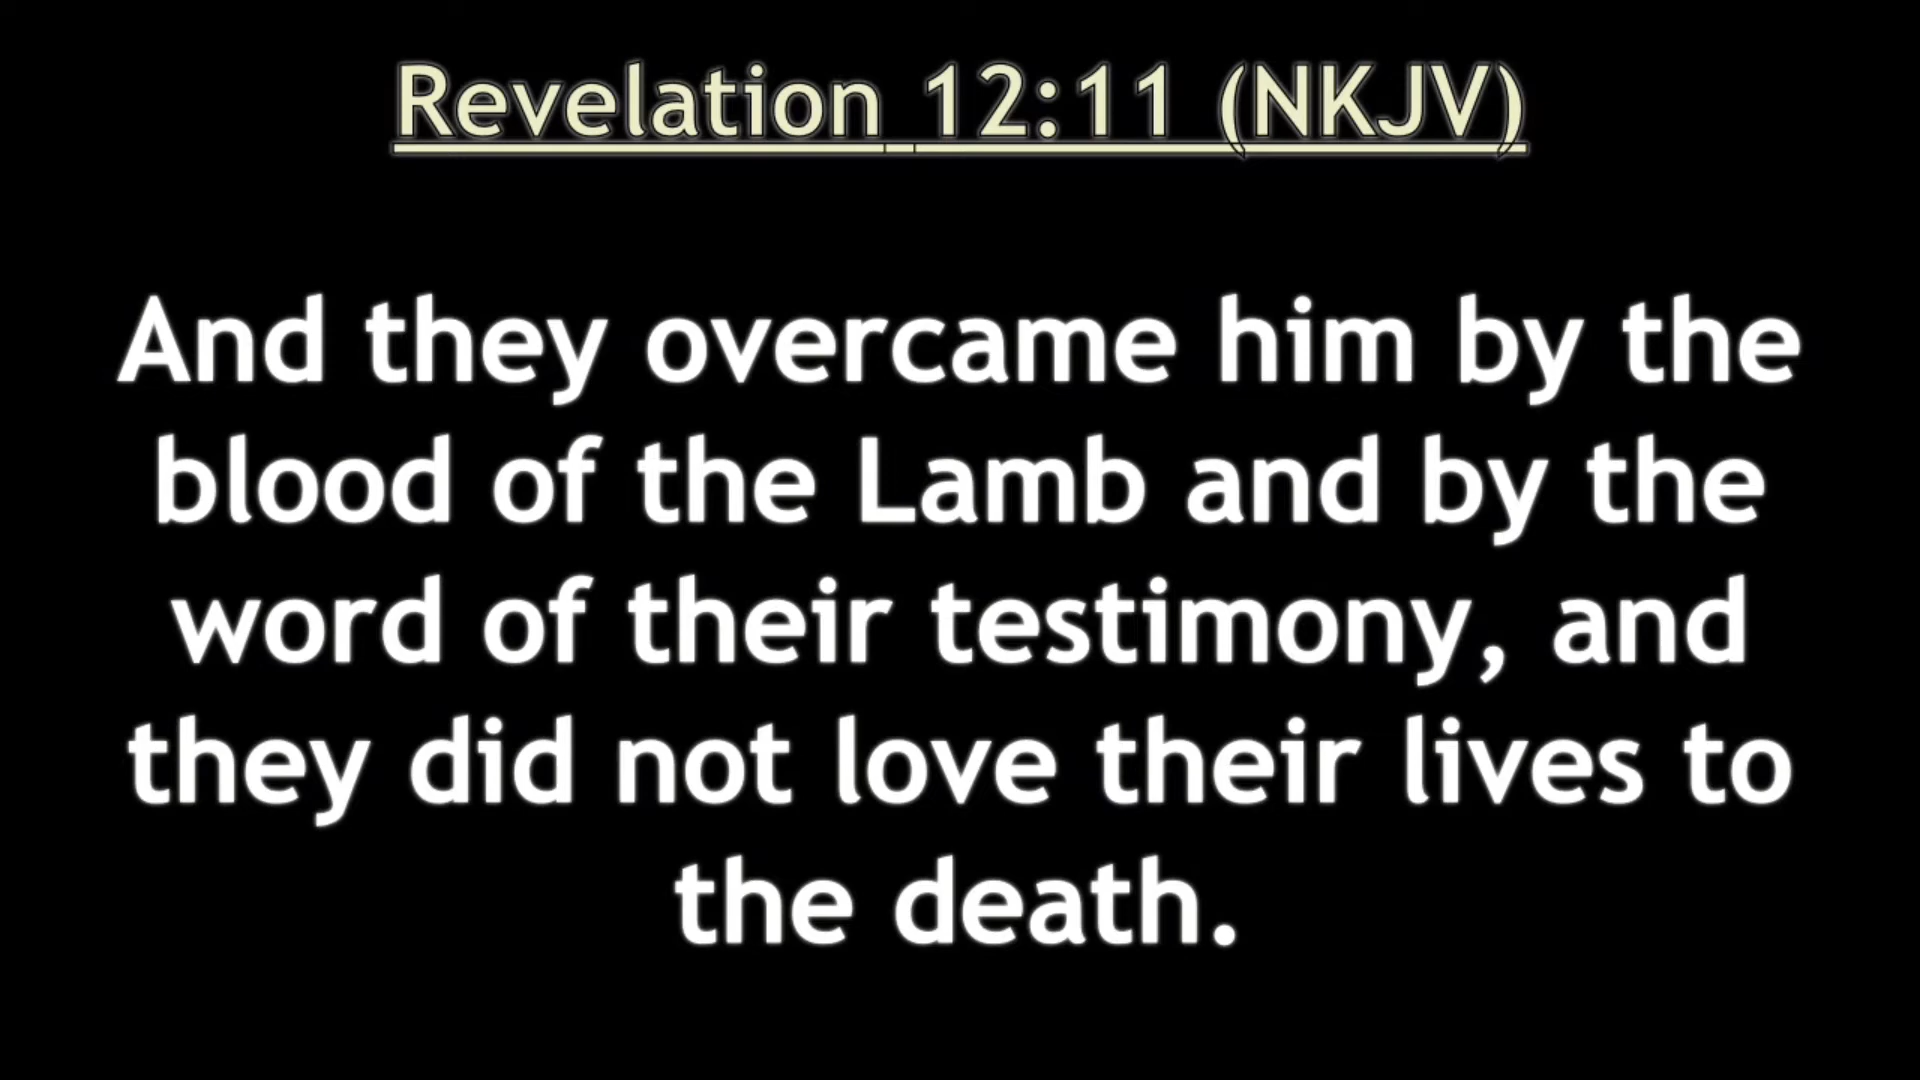 Revelation 12:11 (NKJV)
And they overcame him by the
blood of the Lamb and by the
word of their testimony, and
they did not love their lives to
the death.